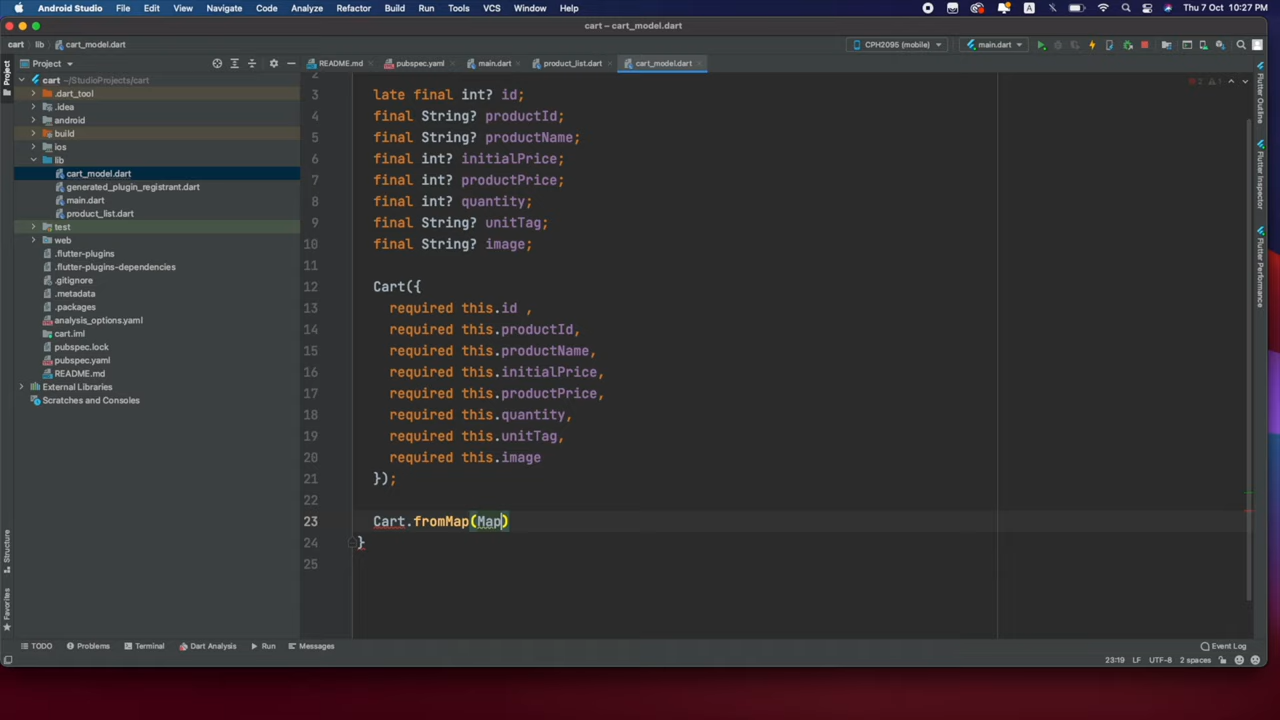 Android Studio File Edit View Navigate Code Analyze Refactor Build Run Tools VCS Window Help
A
Thu 7 Oct 10:27 PM
cart – cart_model.dart
cart lib cart_model.dart
CPH2095 (mobile) main.dart
Project
README.md pubspec.yaml main.dart product_list.dart cart_model.dart
cart ~/StudioProjects/cart
.dart_tool
.idea
android
build
ios
lib
cart_model.dart
generated_plugin_registrant.dart
main.dart
product_list.dart
test
web
.flutter-plugins
.flutter-plugins-dependencies
.gitignore
.metadata
.packages
analysis_options.yaml
cart.iml
pubspec.lock
pubspec.yaml
README.md
External Libraries
Scratches and Consoles
2
3 late final int? id;
4 final String? productId;
5 final String? productName;
6 final int? initialPrice;
7 final int? productPrice;
8 final int? quantity;
9 final String? unitTag;
10 final String? image;
11
12 Cart({
13 required this.id ,
14 required this.productId,
15 required this.productName,
16 required this.initialPrice,
17 required this.productPrice,
18 required this.quantity,
19 required this.unitTag,
20 required this.image
21 });
22
23 Cart.fromMap(Map)
24 }
25
2 1
Project
Structure
Favorites
Flutter Outline
Flutter Inspector
Flutter Performance
TODO Problems Terminal Dart Analysis Run Messages
Event Log
23:19 LF UTF-8 2 spaces